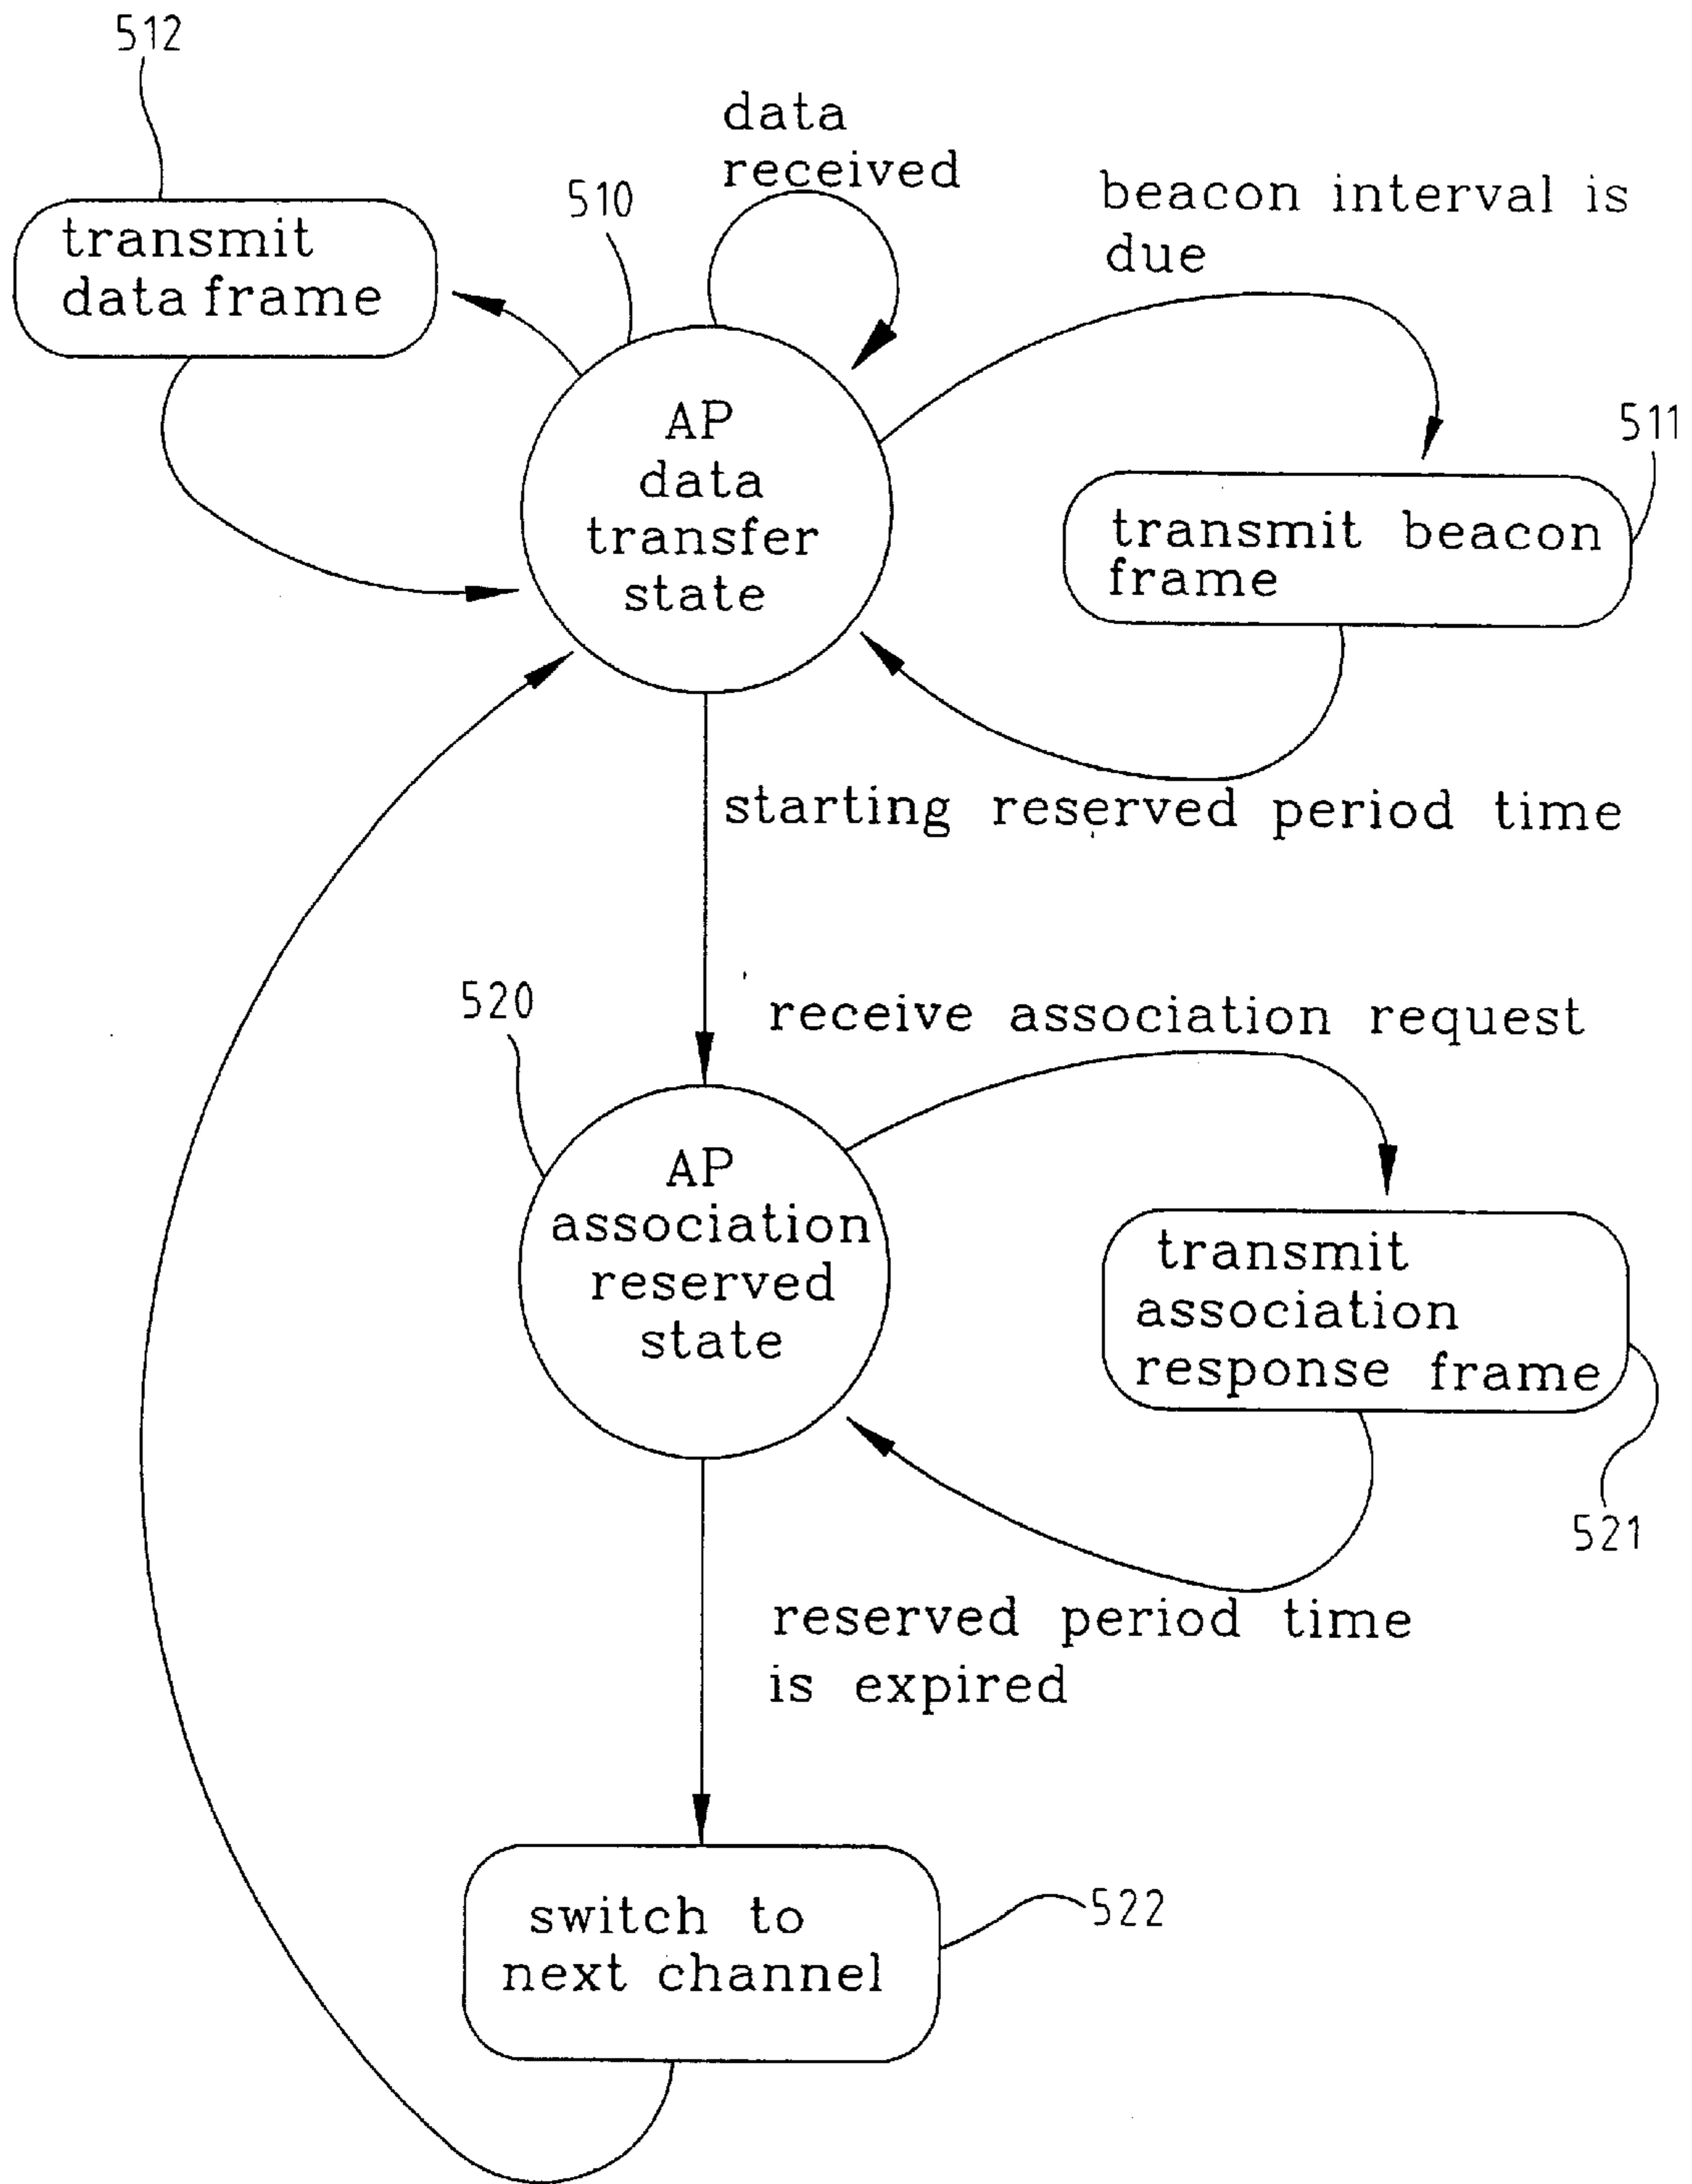 512
data
received
510
beacon interval is
due
transmit
data frame
511
AP
data
transfer
state
transmit beacon
frame
starting reserved period time
520
receive association request
AP
association
reserved
state
transmit
association
response frame
521
reserved period time
is expired
522
switch to
next channel